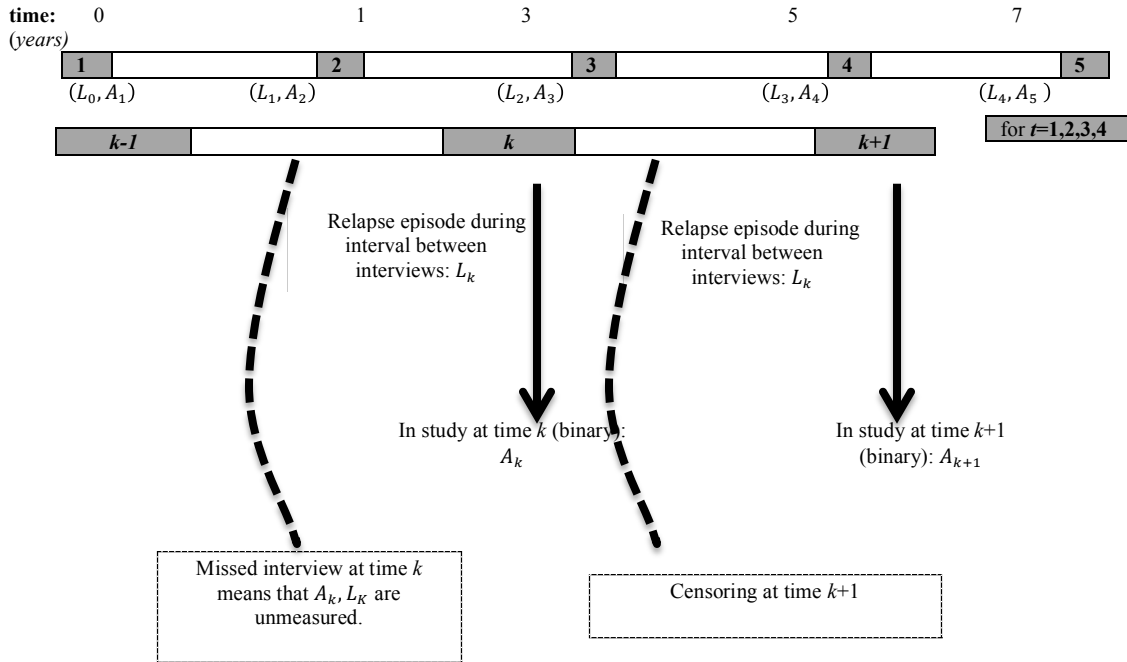 time: 0 1 3 5 7
(years)
1 2 3 4 5
(L₀, A₁) (L₁, A₂) (L₂, A₃) (L₃, A₄) (L₄, A₅ )
k-1 k k+1 for t=1,2,3,4
Relapse episode during
interval between
interviews: Lₖ
Relapse episode during
interval between
interviews: Lₖ
In study at time k (binary):
Aₖ
In study at time k+1
(binary): Aₖ₊₁
Missed interview at time k
means that Aₖ, L_K are
unmeasured.
Censoring at time k+1